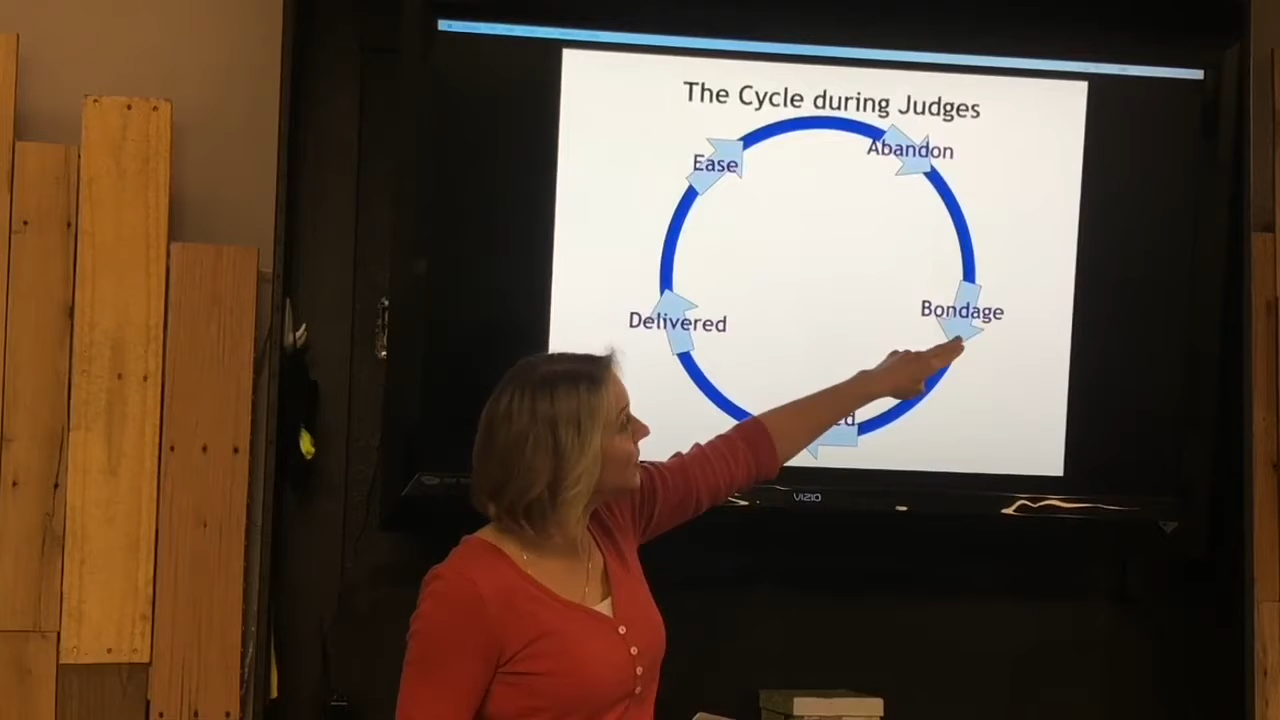 The Cycle during Judges
Abandon
Ease
Bondage
Delivered
VIZIO